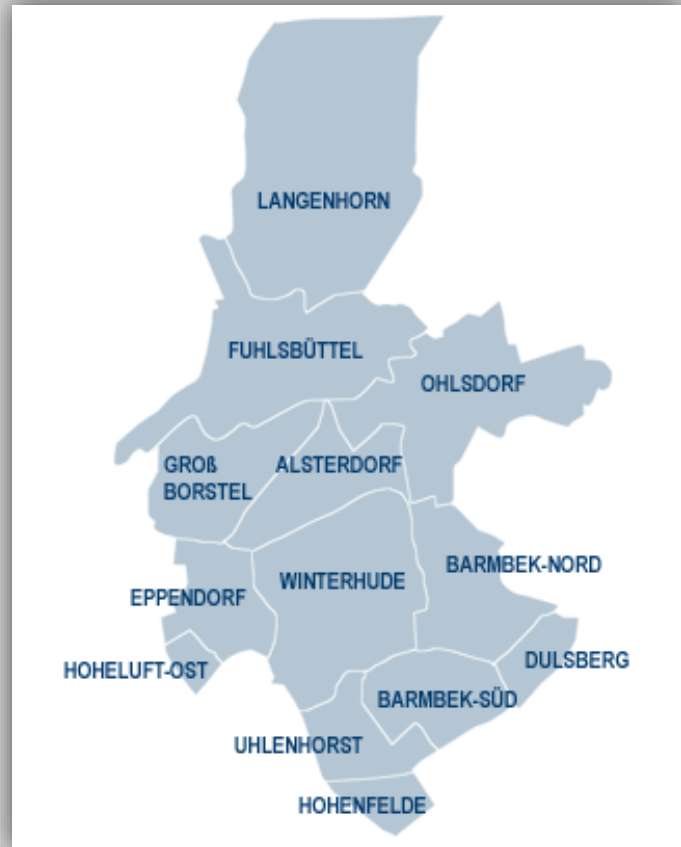 LANGENHORN
FUHLSBÜTTEL
OHLSDORF
GROß
BORSTEL
ALSTERDORF
BARMBEK-NORD
WINTERHUDE
EPPENDORF
DULSBERG
HOHELUFT-OST
BARMBEK-SÜD
UHLENHORST
HOHENFELDE